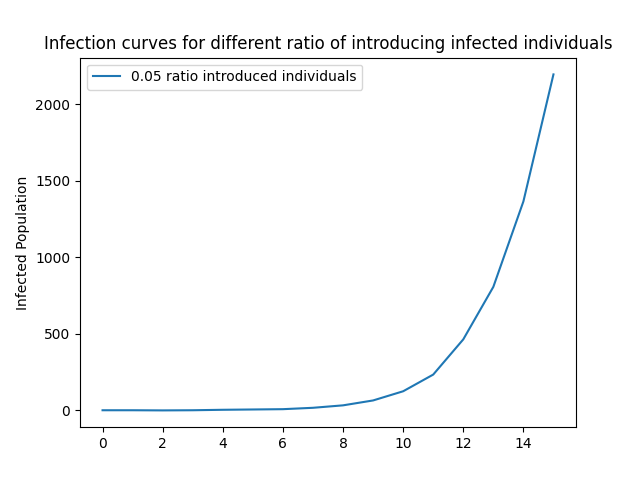 Infection curves for different ratio of introducing infected individuals
0.05 ratio introduced individuals
Infected Population
2000
1500
1000
500
0
0 2 4 6 8 10 12 14